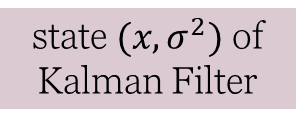 state (𝑥, 𝜎²) of
Kalman Filter